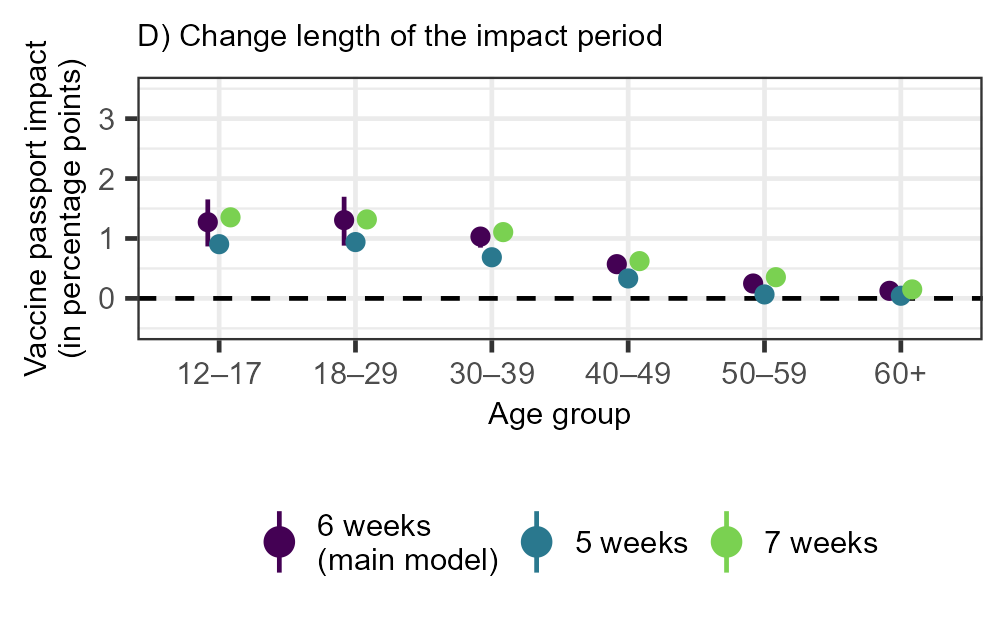 D) Change length of the impact period
Vaccine passport impact
(in percentage points)
3
2
1
0
12–17 18–29 30–39 40–49 50–59 60+
Age group
6 weeks
(main model)
5 weeks
7 weeks